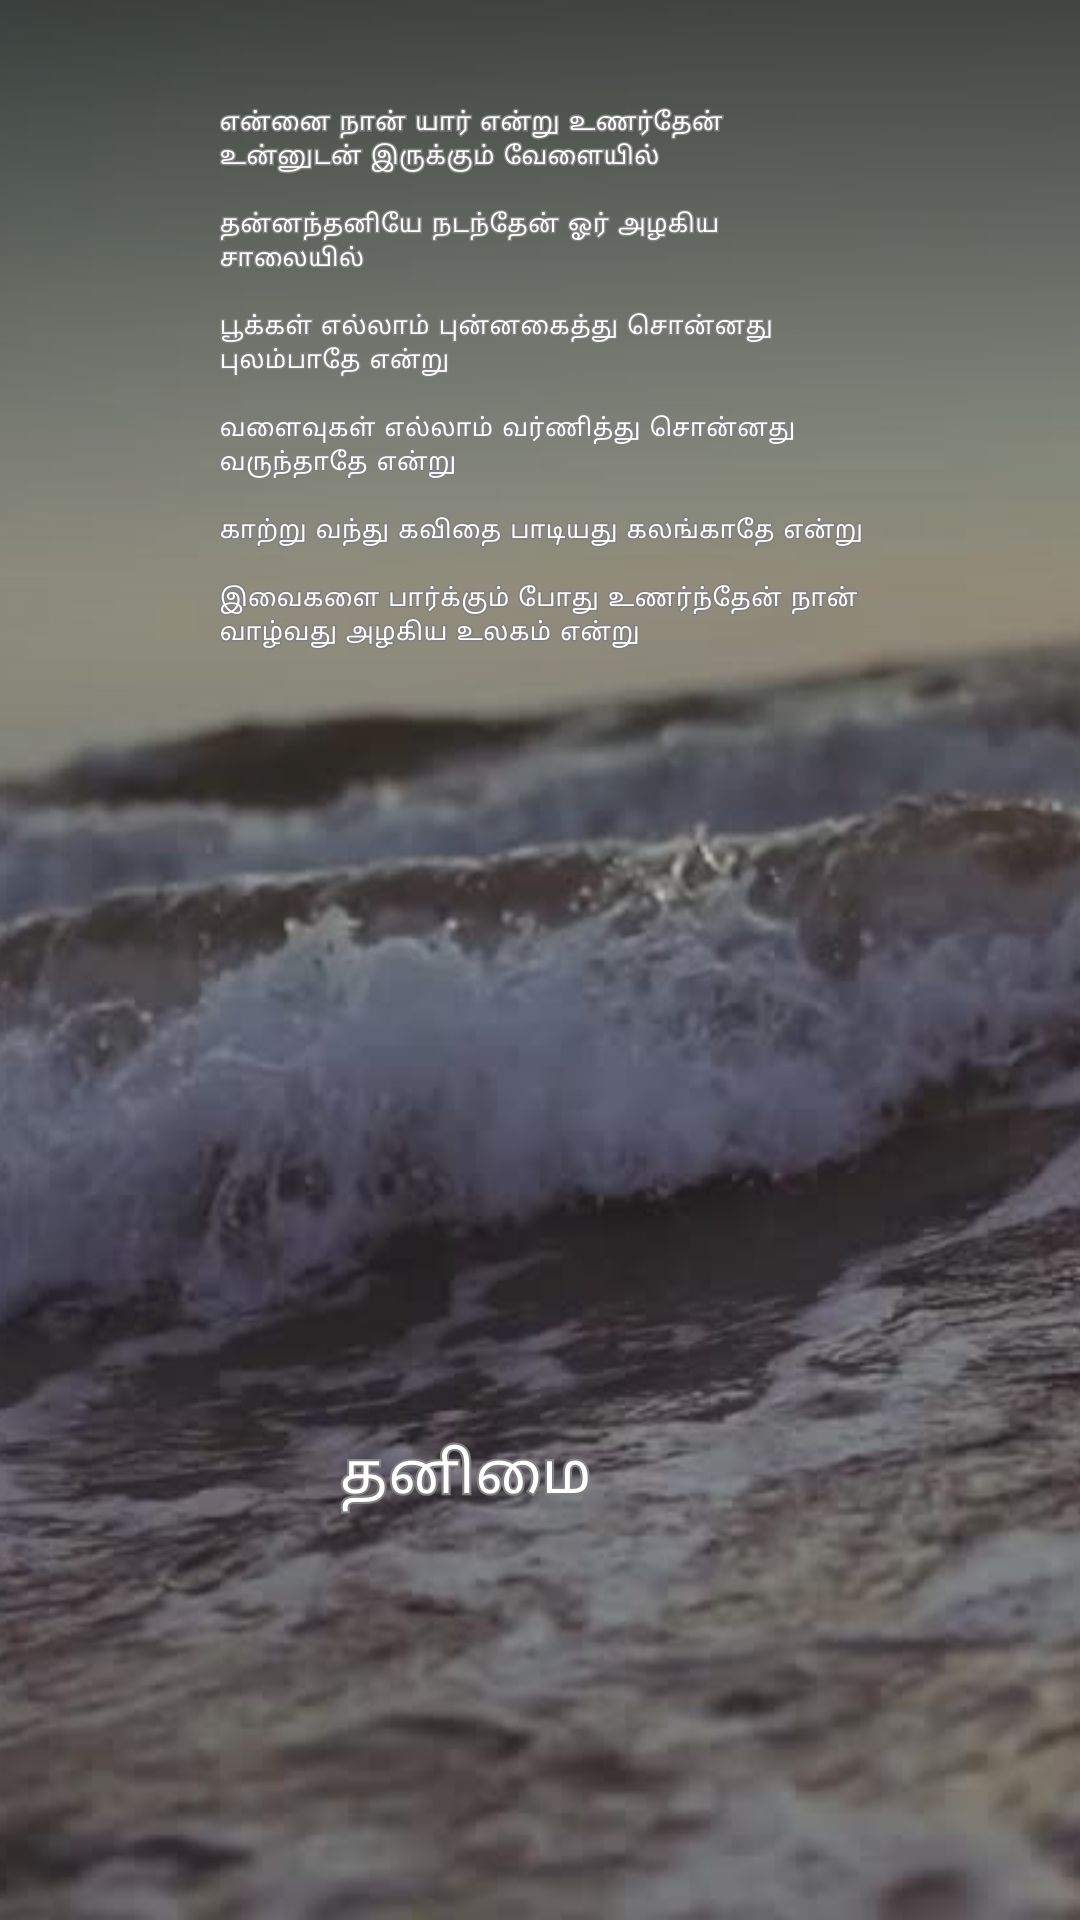 என்னை நான் யார் என்று உணர்தேன்
உன்னுடன் இருக்கும் வேளையில்
தன்னந்தனியே நடந்தேன் ஓர் அழகிய
சாலையில்
பூக்கள் எல்லாம் புன்னகைத்து சொன்னது
புலம்பாதே என்று
வளைவுகள் எல்லாம் வர்ணித்து சொன்னது
வருந்தாதே என்று
காற்று வந்து கவிதை பாடியது கலங்காதே என்று
இவைகளை பார்க்கும் போது உணர்ந்தேன் நான்
வாழ்வது அழகிய உலகம் என்று
தனிமை